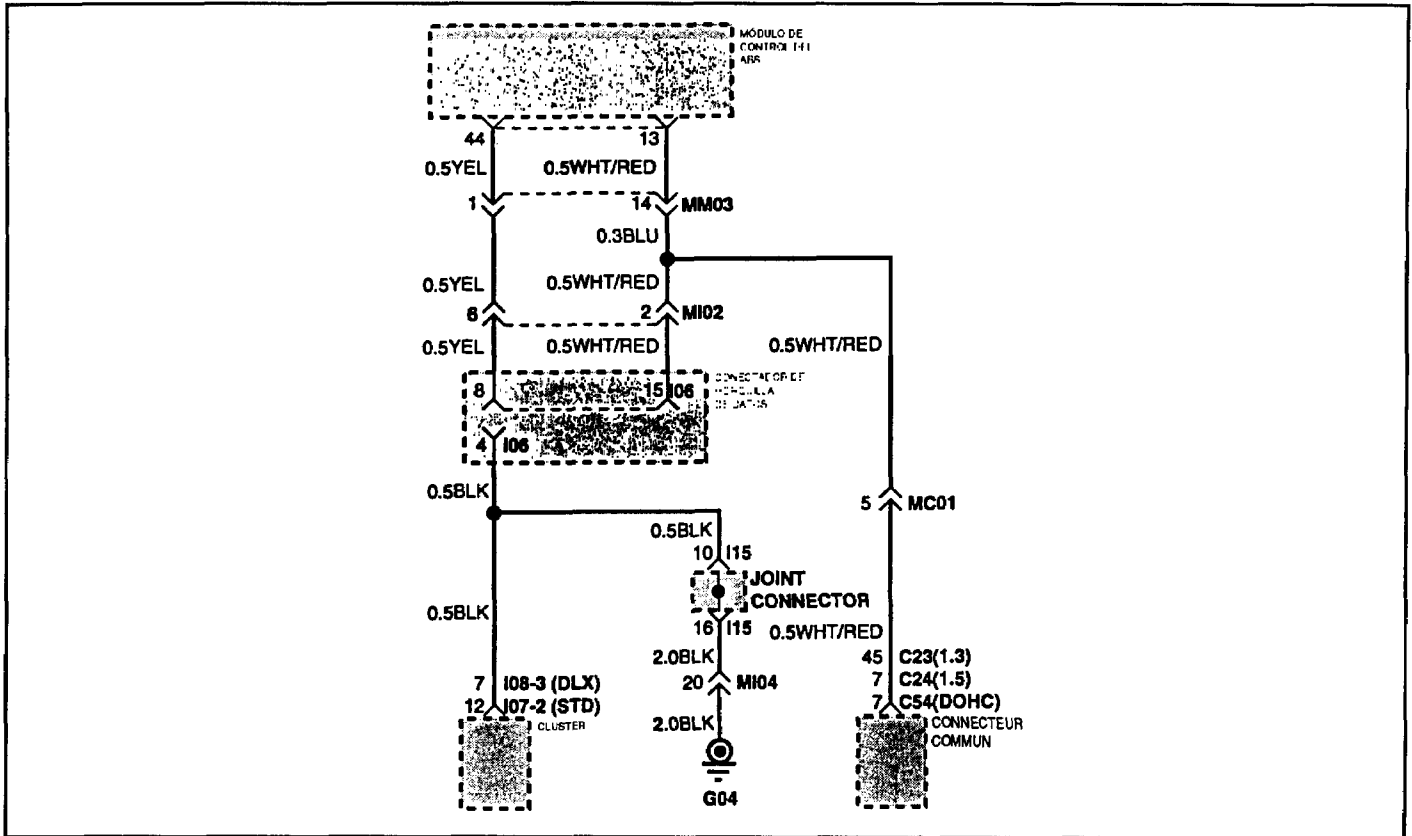 MÓDULO DE
CONTROL DEL
ABS
44 13
0.5YEL 0.5WHT/RED
1 14 MM03
0.3BLU
0.5YEL 0.5WHT/RED
6 2 MI02
0.5YEL 0.5WHT/RED 0.5WHT/RED
8 15 I06
DE
DE DATOS
4 I06
0.5BLK
5 MC01
0.5BLK
10 I15
JOINT
CONNECTOR
0.5BLK
16 I15 0.5WHT/RED
2.0BLK 45 C23(1.3)
7 I08-3 (DLX) 20 MI04 7 C24(1.5)
12 I07-2 (STD) 7 C54(DOHC)
CLUSTER 2.0BLK CONNECTEUR
COMMUN
G04